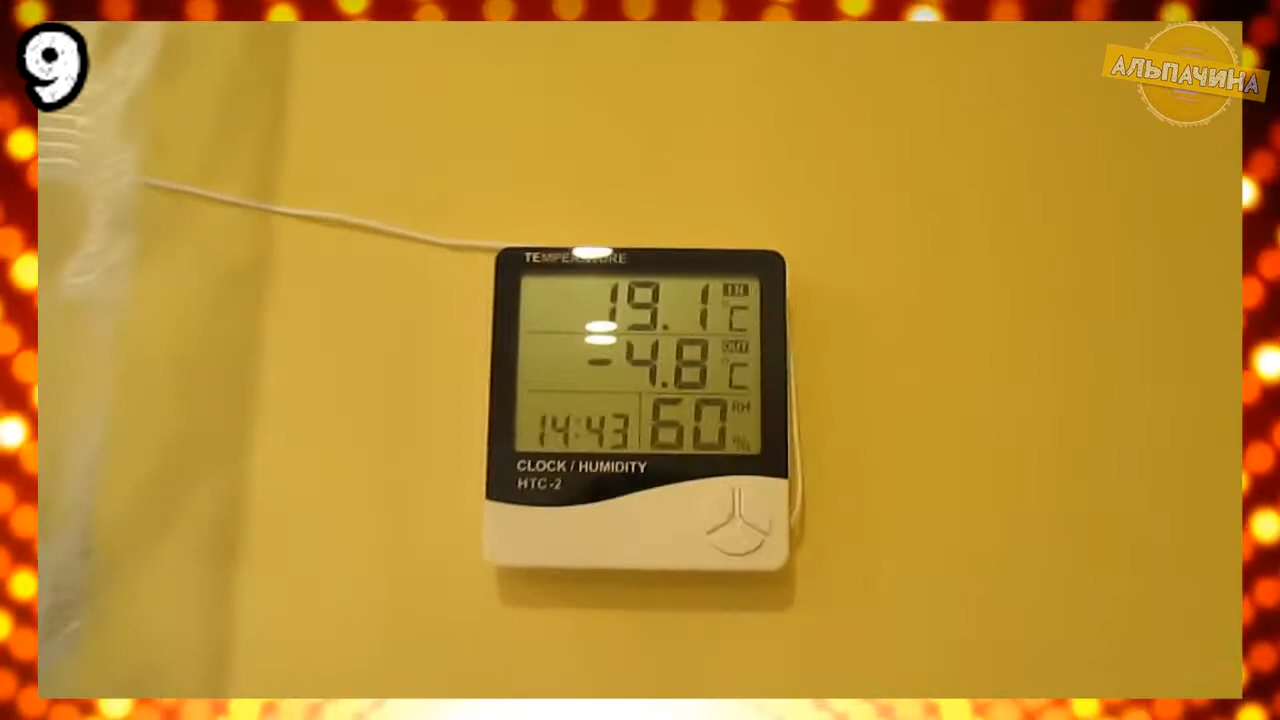 9
АЛЬПАЧИНА
TEMPERATURE
19.1 IN °C
-4.8 OUT °C
14:43 60 RH %
CLOCK / HUMIDITY
HTC-2